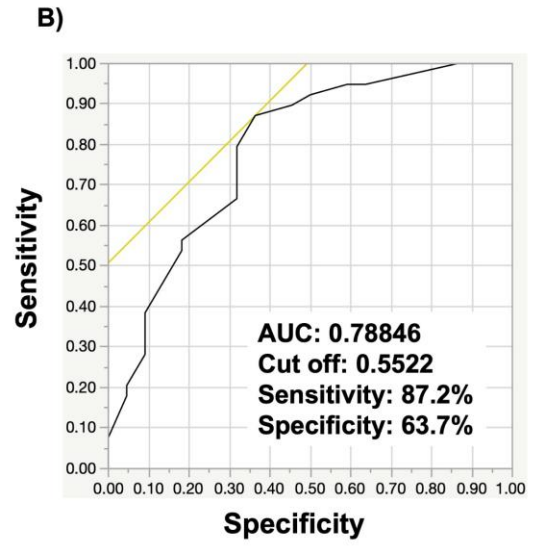 B)
1.00
0.90
0.80
0.70
0.60
0.50
0.40
0.30
0.20
0.10
0.00
Sensitivity
AUC: 0.78846
Cut off: 0.5522
Sensitivity: 87.2%
Specificity: 63.7%
0.00 0.10 0.20 0.30 0.40 0.50 0.60 0.70 0.80 0.90 1.00
Specificity